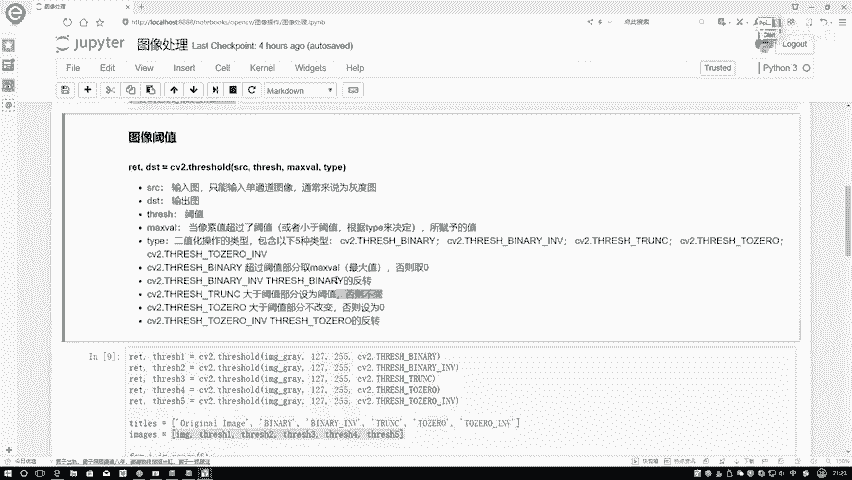 图像处理
http://localhost:8888/notebooks/opencv/图像操作/图像处理.ipynb
点此搜索
jupyter 图像处理 Last Checkpoint: 4 hours ago (autosaved)
Logout
File Edit View Insert Cell Kernel Widgets Help
Trusted
Python 3
Markdown
图像阈值
ret, dst = cv2.threshold(src, thresh, maxval, type)
src： 输入图，只能输入单通道图像，通常来说为灰度图
dst： 输出图
thresh： 阈值
maxval： 当像素值超过了阈值（或者小于阈值，根据type来决定），所赋予的值
type：二值化操作的类型，包含以下5种类型： cv2.THRESH_BINARY； cv2.THRESH_BINARY_INV； cv2.THRESH_TRUNC； cv2.THRESH_TOZERO；
cv2.THRESH_TOZERO_INV
cv2.THRESH_BINARY 超过阈值部分取maxval（最大值），否则取0
cv2.THRESH_BINARY_INV THRESH_BINARY的反转
cv2.THRESH_TRUNC 大于阈值部分设为阈值，否则不变
cv2.THRESH_TOZERO 大于阈值部分不改变，否则设为0
cv2.THRESH_TOZERO_INV THRESH_TOZERO的反转
In [9]:
ret, thresh1 = cv2.threshold(img_gray, 127, 255, cv2.THRESH_BINARY)
ret, thresh2 = cv2.threshold(img_gray, 127, 255, cv2.THRESH_BINARY_INV)
ret, thresh3 = cv2.threshold(img_gray, 127, 255, cv2.THRESH_TRUNC)
ret, thresh4 = cv2.threshold(img_gray, 127, 255, cv2.THRESH_TOZERO)
ret, thresh5 = cv2.threshold(img_gray, 127, 255, cv2.THRESH_TOZERO_INV)
titles = ['Original Image', 'BINARY', 'BINARY_INV', 'TRUNC', 'TOZERO', 'TOZERO_INV']
images = [img, thresh1, thresh2, thresh3, thresh4, thresh5]
21:21